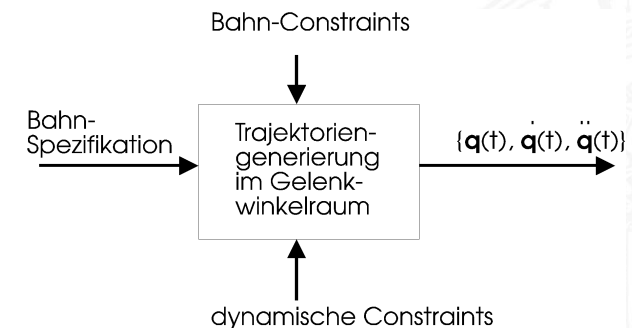 Bahn-Constraints
Bahn-
Spezifikation
Trajektorien-
generierung
im Gelenk-
winkelraum
{q(t), q̇(t), q̈(t)}
dynamische Constraints